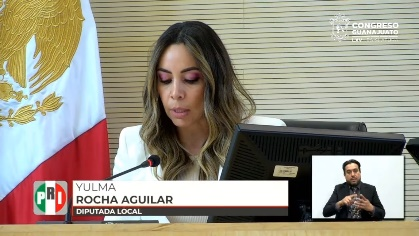 CONGRESO
GUANAJUATO
PRI
YULMA
ROCHA AGUILAR
DIPUTADA LOCAL